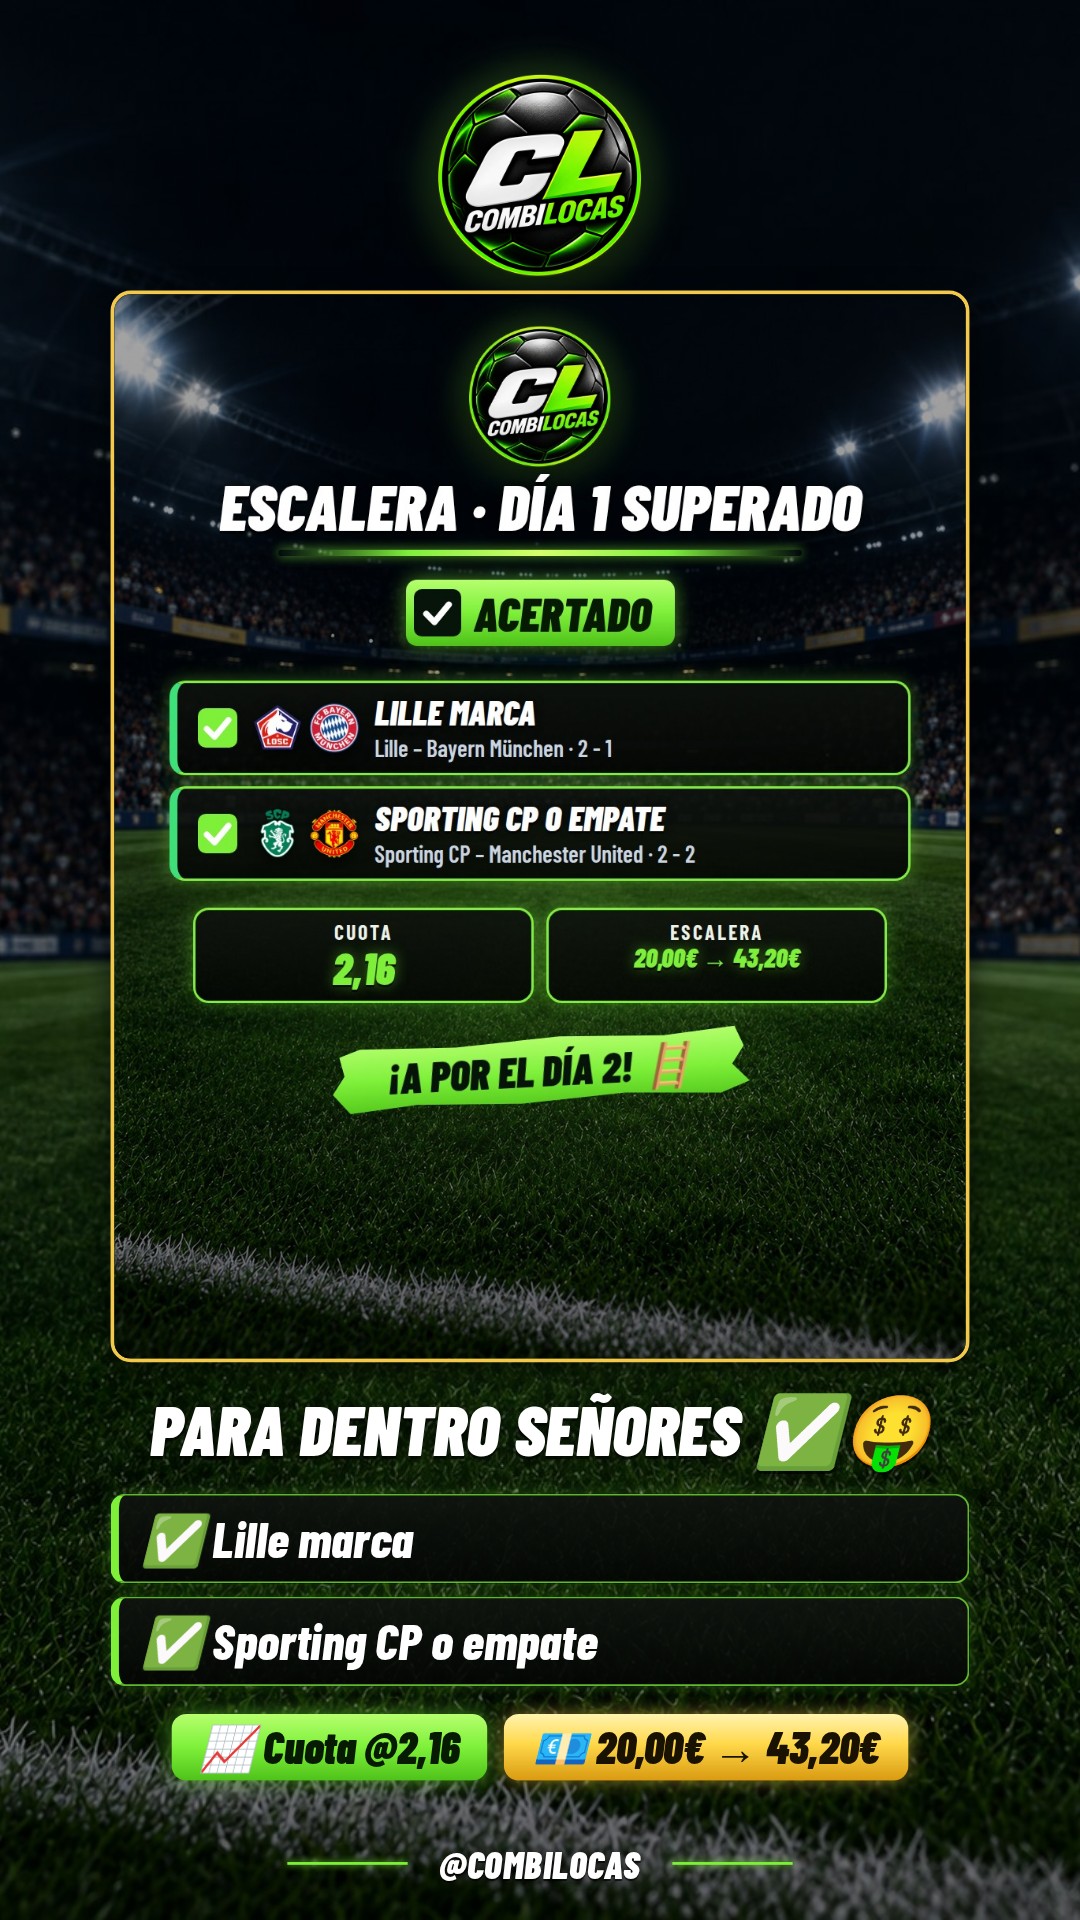 CL
COMBILOCAS
CL
COMBILOCAS
ESCALERA · DÍA 1 SUPERADO
ACERTADO
LILLE MARCA
Lille – Bayern München · 2 - 1
SPORTING CP O EMPATE
Sporting CP – Manchester United · 2 - 2
CUOTA
2,16
ESCALERA
20,00€ → 43,20€
¡A POR EL DÍA 2!
PARA DENTRO SEÑORES
Lille marca
Sporting CP o empate
Cuota @2,16
20,00€ → 43,20€
@COMBILOCAS